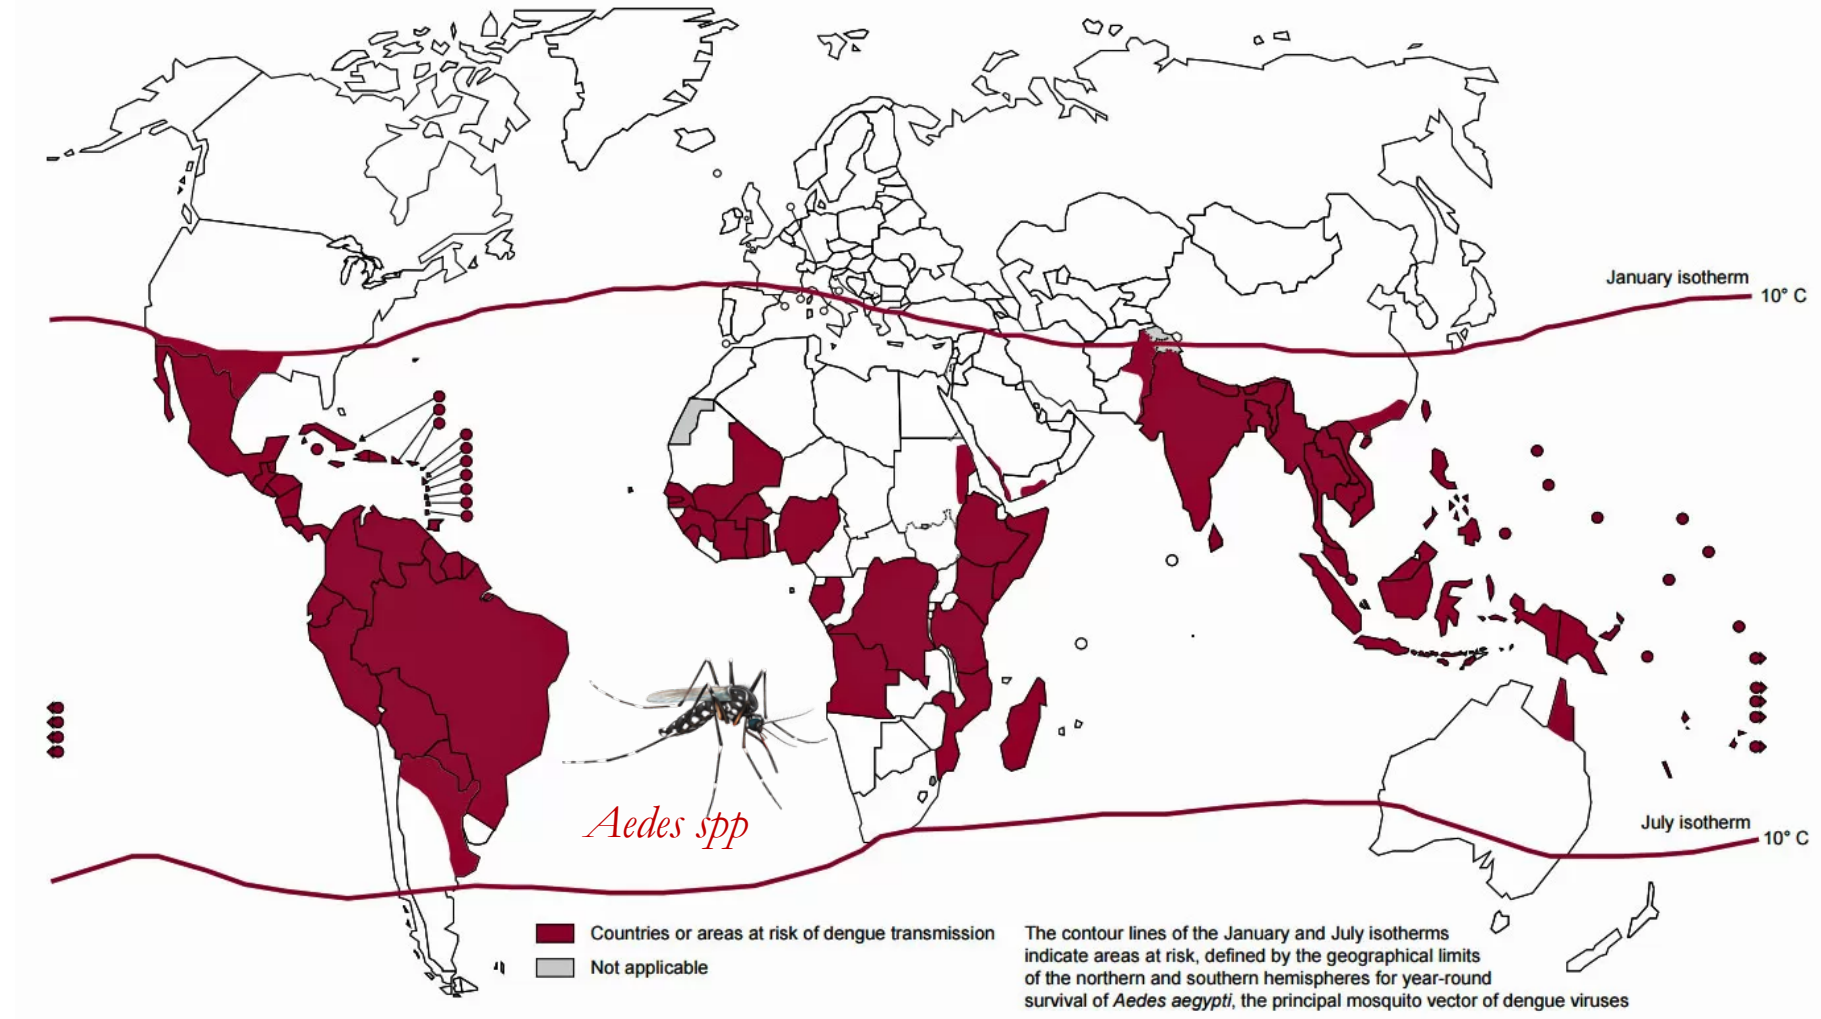 January isotherm
10° C
Aedes spp
July isotherm
10° C
Countries or areas at risk of dengue transmission
Not applicable
The contour lines of the January and July isotherms
indicate areas at risk, defined by the geographical limits
of the northern and southern hemispheres for year-round
survival of Aedes aegypti, the principal mosquito vector of dengue viruses